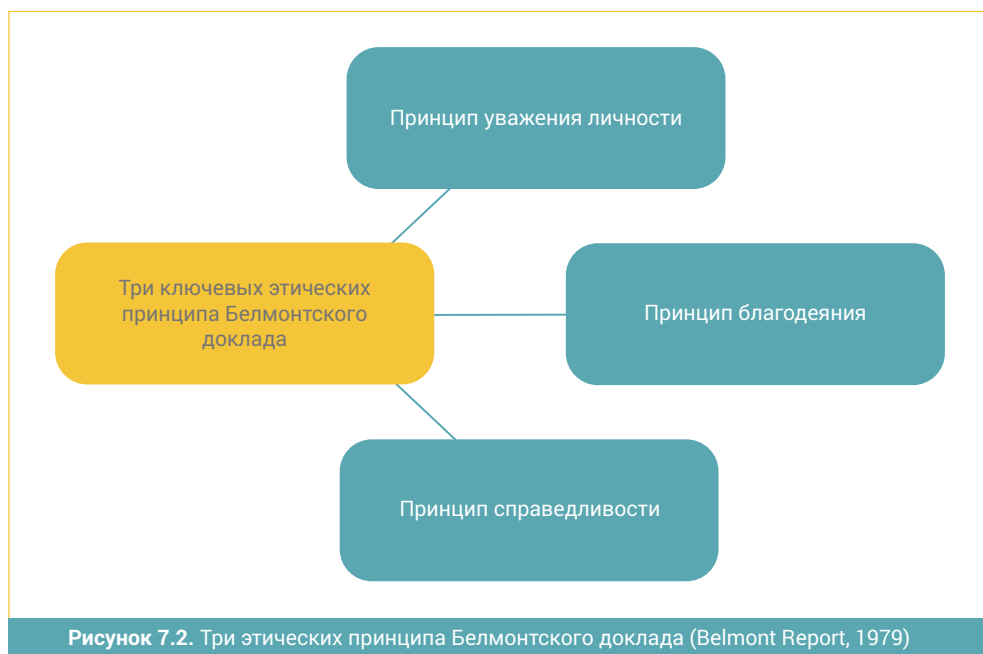 Принцип уважения личности
Три ключевых этических
принципа Белмонтского
доклада
Принцип благодеяния
Принцип справедливости
Рисунок 7.2. Три этических принципа Белмонтского доклада (Belmont Report, 1979)